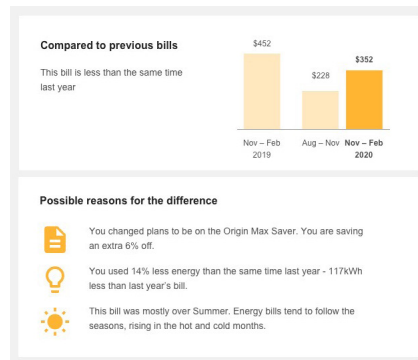 Compared to previous bills
This bill is less than the same time
last year
$452
$228
$352
Nov – Feb
2019
Aug – Nov
Nov – Feb
2020
Possible reasons for the difference
You changed plans to be on the Origin Max Saver. You are saving
an extra 6% off.
You used 14% less energy than the same time last year - 117kWh
less than last year's bill.
This bill was mostly over Summer. Energy bills tend to follow the
seasons, rising in the hot and cold months.